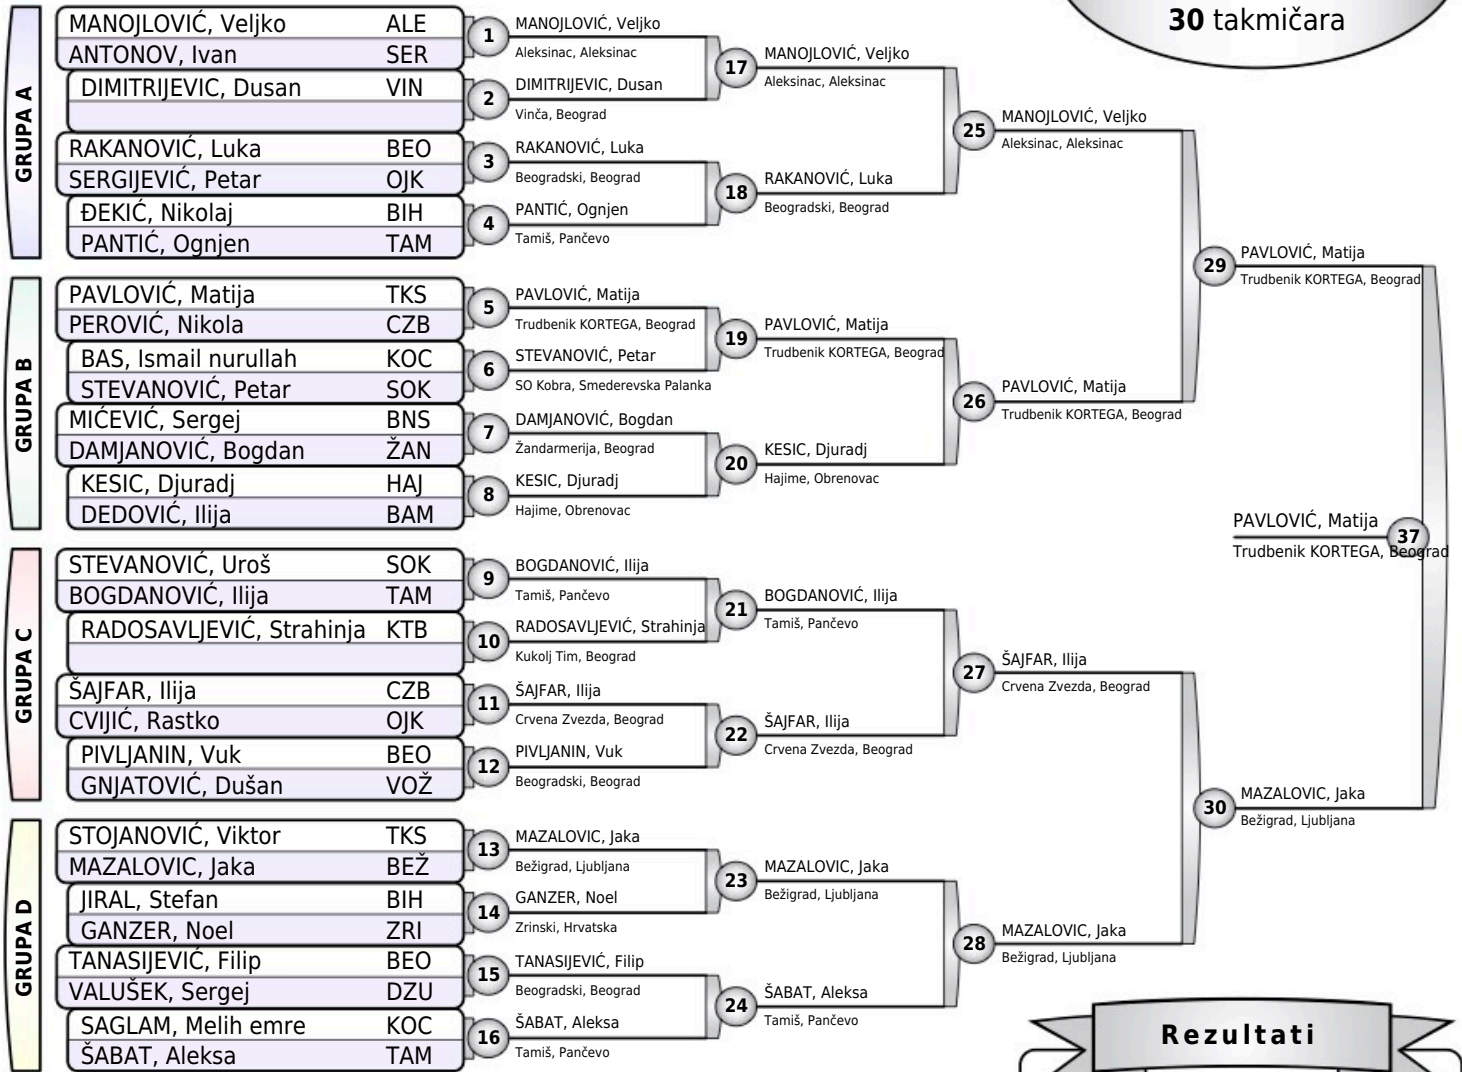 30 takmičara
GRUPA A
MANOJLOVIĆ, Veljko ALE
ANTONOV, Ivan SER
DIMITRIJEVIC, Dusan VIN
RAKANOVIĆ, Luka BEO
SERGIJEVIĆ, Petar OJK
ĐEKIĆ, Nikolaj BIH
PANTIĆ, Ognjen TAM
GRUPA B
PAVLOVIĆ, Matija TKS
PEROVIĆ, Nikola CZB
BAS, Ismail nurullah KOC
STEVANOVIĆ, Petar SOK
MIĆEVIĆ, Sergej BNS
DAMJANOVIĆ, Bogdan ŽAN
KESIC, Djuradj HAJ
DEDOVIĆ, Ilija BAM
GRUPA C
STEVANOVIĆ, Uroš SOK
BOGDANOVIĆ, Ilija TAM
RADOSAVLJEVIĆ, Strahinja KTB
ŠAJFAR, Ilija CZB
CVIJIĆ, Rastko OJK
PIVLJANIN, Vuk BEO
GNJATOVIĆ, Dušan VOŽ
GRUPA D
STOJANOVIĆ, Viktor TKS
MAZALOVIC, Jaka BEŽ
JIRAL, Stefan BIH
GANZER, Noel ZRI
TANASIJEVIĆ, Filip BEO
VALUŠEK, Sergej DZU
SAGLAM, Melih emre KOC
ŠABAT, Aleksa TAM
1
MANOJLOVIĆ, Veljko
Aleksinac, Aleksinac
2
DIMITRIJEVIC, Dusan
Vinča, Beograd
3
RAKANOVIĆ, Luka
Beogradski, Beograd
4
PANTIĆ, Ognjen
Tamiš, Pančevo
5
PAVLOVIĆ, Matija
Trudbenik KORTEGA, Beograd
6
STEVANOVIĆ, Petar
SO Kobra, Smederevska Palanka
7
DAMJANOVIĆ, Bogdan
Žandarmerija, Beograd
8
KESIC, Djuradj
Hajime, Obrenovac
9
BOGDANOVIĆ, Ilija
Tamiš, Pančevo
10
RADOSAVLJEVIĆ, Strahinja
Kukolj Tim, Beograd
11
ŠAJFAR, Ilija
Crvena Zvezda, Beograd
12
PIVLJANIN, Vuk
Beogradski, Beograd
13
MAZALOVIC, Jaka
Bežigrad, Ljubljana
14
GANZER, Noel
Zrinski, Hrvatska
15
TANASIJEVIĆ, Filip
Beogradski, Beograd
16
ŠABAT, Aleksa
Tamiš, Pančevo
17
MANOJLOVIĆ, Veljko
Aleksinac, Aleksinac
18
RAKANOVIĆ, Luka
Beogradski, Beograd
19
PAVLOVIĆ, Matija
Trudbenik KORTEGA, Beograd
20
KESIC, Djuradj
Hajime, Obrenovac
21
BOGDANOVIĆ, Ilija
Tamiš, Pančevo
22
ŠAJFAR, Ilija
Crvena Zvezda, Beograd
23
MAZALOVIC, Jaka
Bežigrad, Ljubljana
24
ŠABAT, Aleksa
Tamiš, Pančevo
25
MANOJLOVIĆ, Veljko
Aleksinac, Aleksinac
26
PAVLOVIĆ, Matija
Trudbenik KORTEGA, Beograd
27
ŠAJFAR, Ilija
Crvena Zvezda, Beograd
28
MAZALOVIC, Jaka
Bežigrad, Ljubljana
29
PAVLOVIĆ, Matija
Trudbenik KORTEGA, Beograd
30
MAZALOVIC, Jaka
Bežigrad, Ljubljana
PAVLOVIĆ, Matija
37
Trudbenik KORTEGA, Beograd
Rezultati